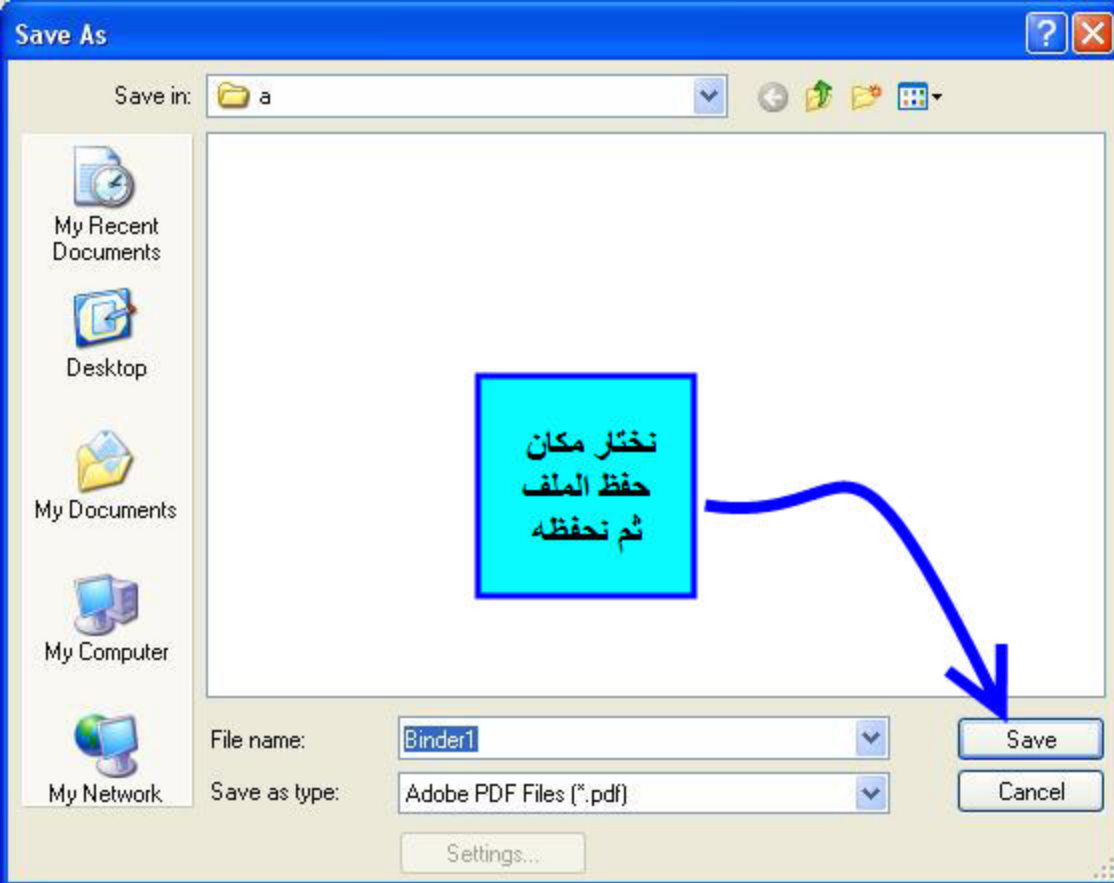 Save As
Save in:
a
My Recent
Documents
Desktop
My Documents
My Computer
My Network
نختار مكان
حفظ الملف
ثم نحفظه
File name:
Binder1
Save
Save as type:
Adobe PDF Files (*.pdf)
Cancel
Settings...